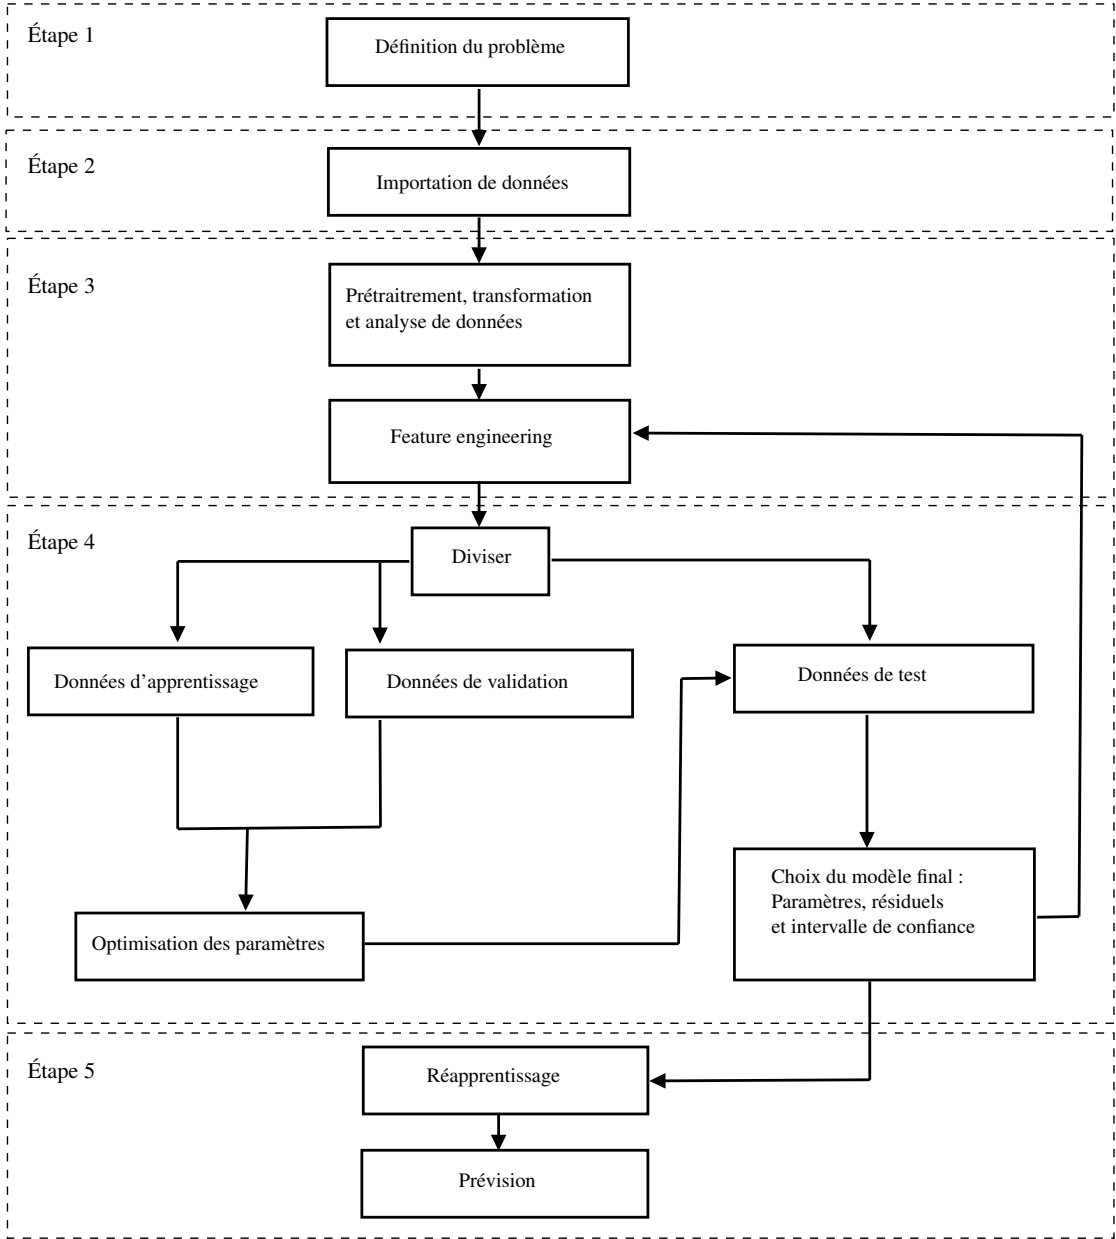 Étape 1
Définition du problème
Étape 2
Importation de données
Étape 3
Prétraitrement, transformation
et analyse de données
Feature engineering
Étape 4
Diviser
Données d'apprentissage
Données de validation
Données de test
Choix du modèle final :
Paramètres, résiduels
et intervalle de confiance
Optimisation des paramètres
Étape 5
Réapprentissage
Prévision